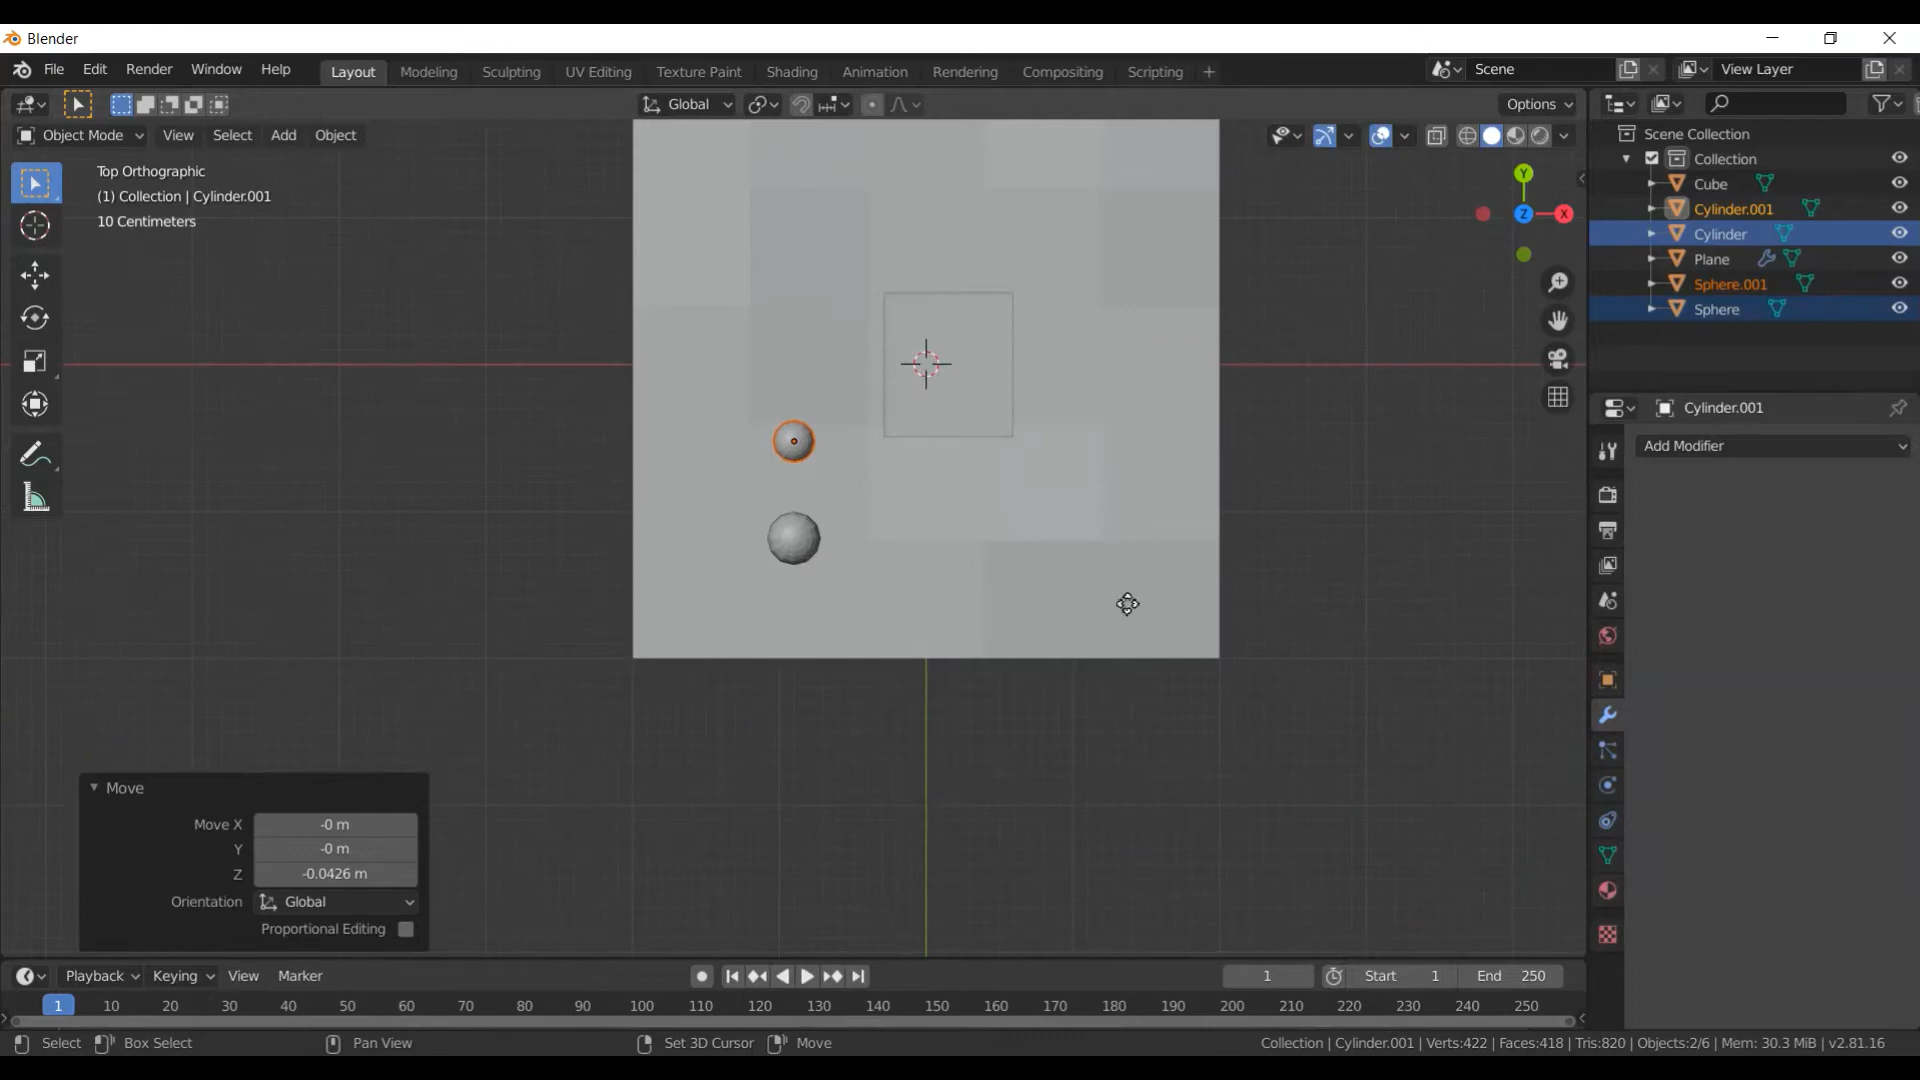 Blender
File Edit Render Window Help Layout Modeling Sculpting UV Editing Texture Paint Shading Animation Rendering Compositing Scripting + Scene View Layer
Global Options
Object Mode View Select Add Object
Scene Collection
Collection
Cube
Cylinder.001
Cylinder
Plane
Sphere.001
Sphere
Top Orthographic
(1) Collection | Cylinder.001
10 Centimeters
Y
Z
X
Cylinder.001
Add Modifier
Move
Move X -0 m
Y -0 m
Z -0.0426 m
Orientation Global
Proportional Editing
Playback Keying View Marker 1 Start 1 End 250
1 10 20 30 40 50 60 70 80 90 100 110 120 130 140 150 160 170 180 190 200 210 220 230 240 250
Select Box Select Pan View Set 3D Cursor Move Collection | Cylinder.001 | Verts:422 | Faces:418 | Tris:820 | Objects:2/6 | Mem: 30.3 MiB | v2.81.16